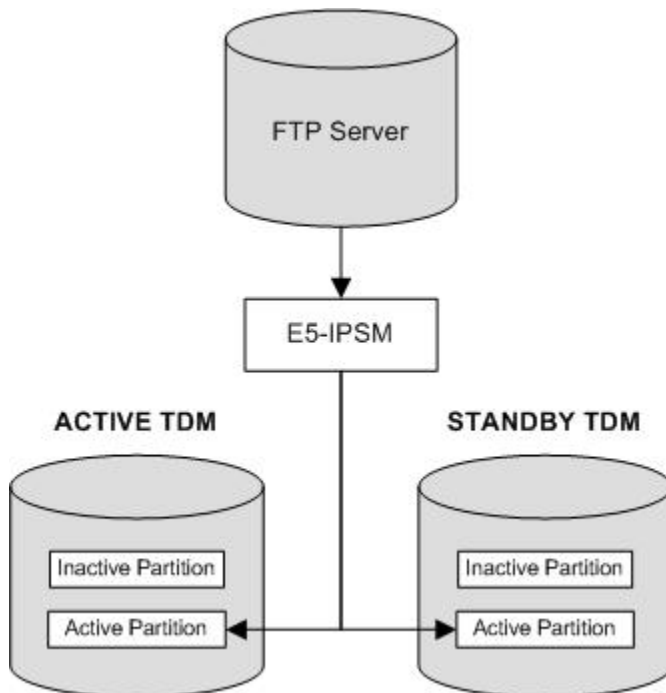 FTP Server
E5-IPSM
ACTIVE TDM
STANDBY TDM
Inactive Partition
Active Partition
Inactive Partition
Active Partition